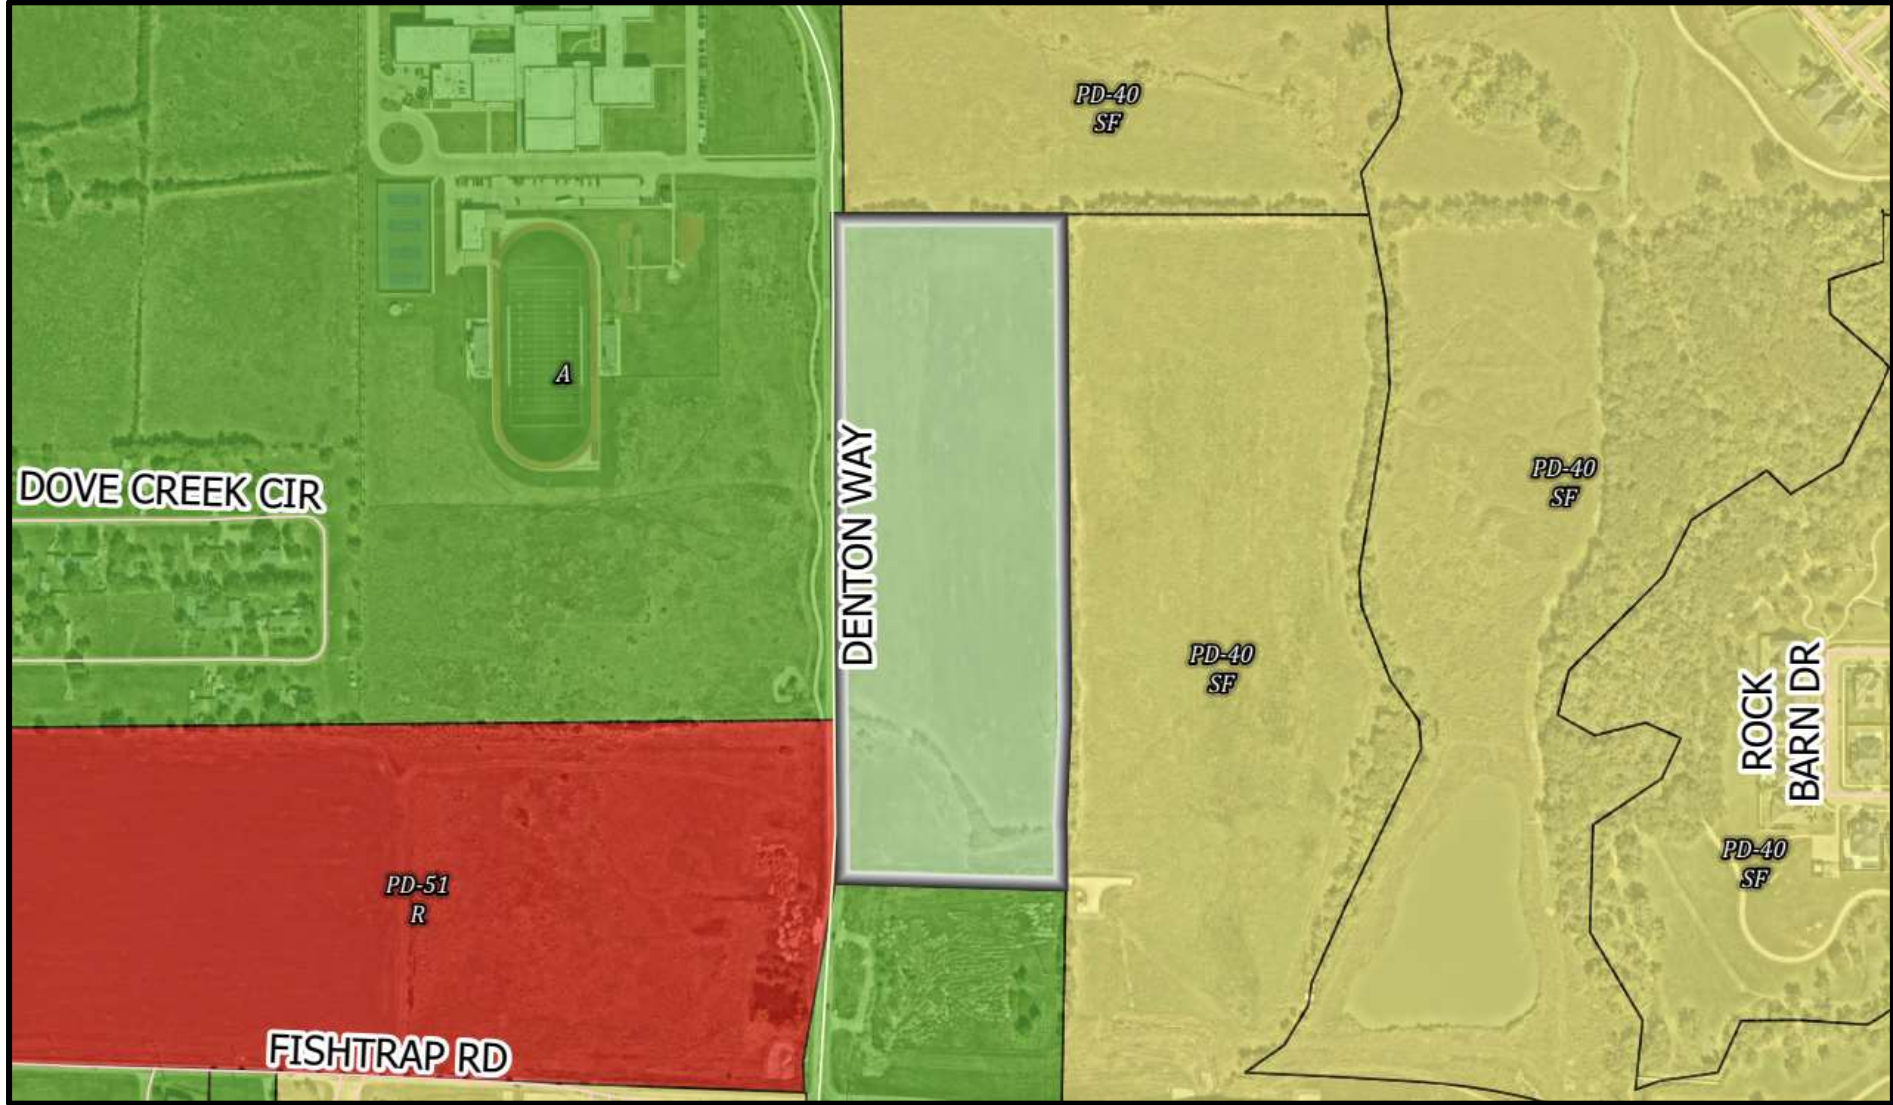 PD-40
SF
A
DOVE CREEK CIR
DENTON WAY
PD-40
SF
PD-40
SF
ROCK
BARN DR
PD-51
R
PD-40
SF
FISHTRAP RD